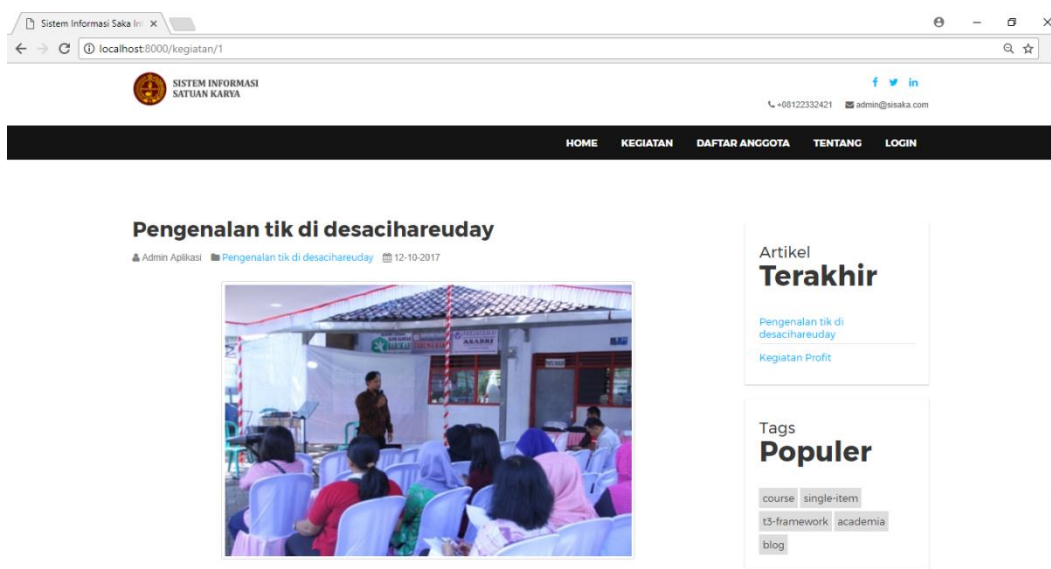 Sistem Informasi Saka In
localhost:8000/kegiatan/1
SISTEM INFORMASI
SATUAN KARYA
+08122332421 admin@sisaka.com
HOME KEGIATAN DAFTAR ANGGOTA TENTANG LOGIN
Pengenalan tik di desacihareuday
Admin Aplikasi Pengenalan tik di desacihareuday 12-10-2017
ASABRI
Artikel
Terakhir
Pengenalan tik di
desacihareuday
Kegiatan Profit
Tags
Populer
course single-item
t3-framework academia
blog